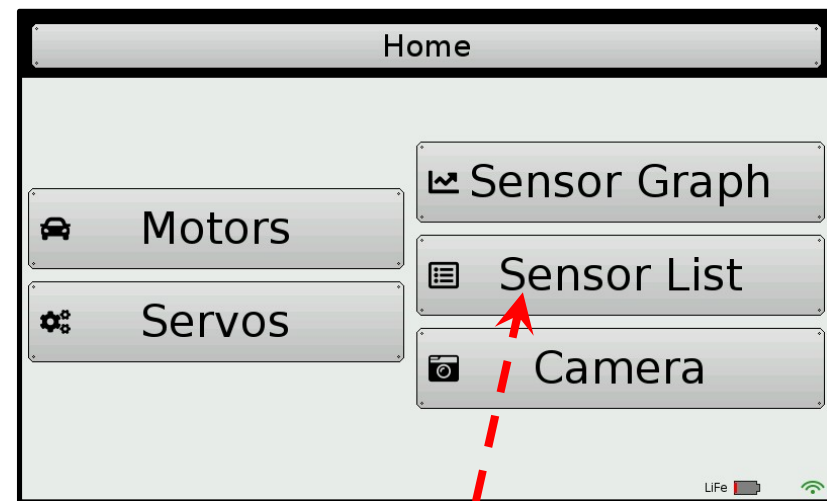 Home
Motors
Servos
Sensor Graph
Sensor List
Camera
LiFe